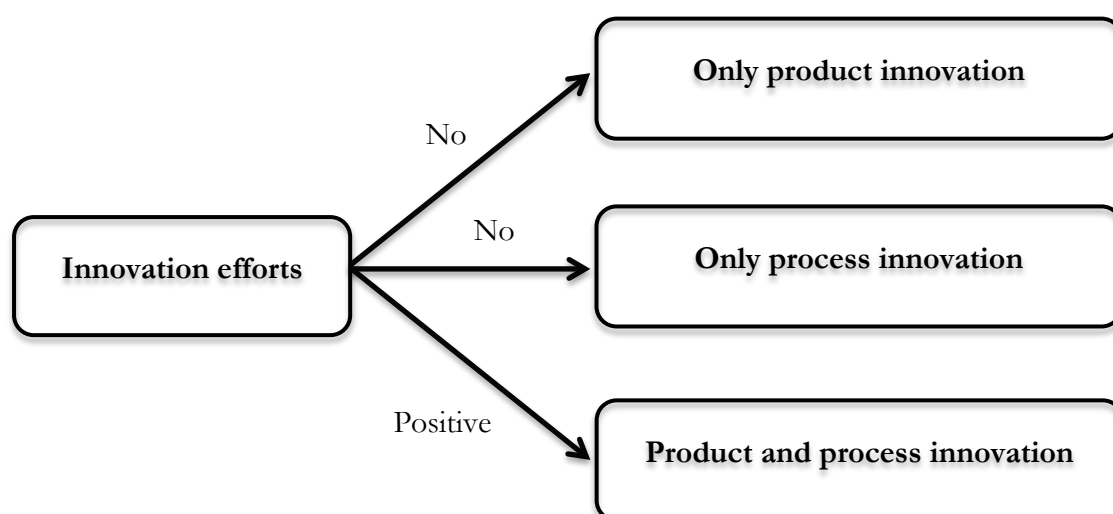 Only product innovation
No
No
Innovation efforts
Only process innovation
Positive
Product and process innovation